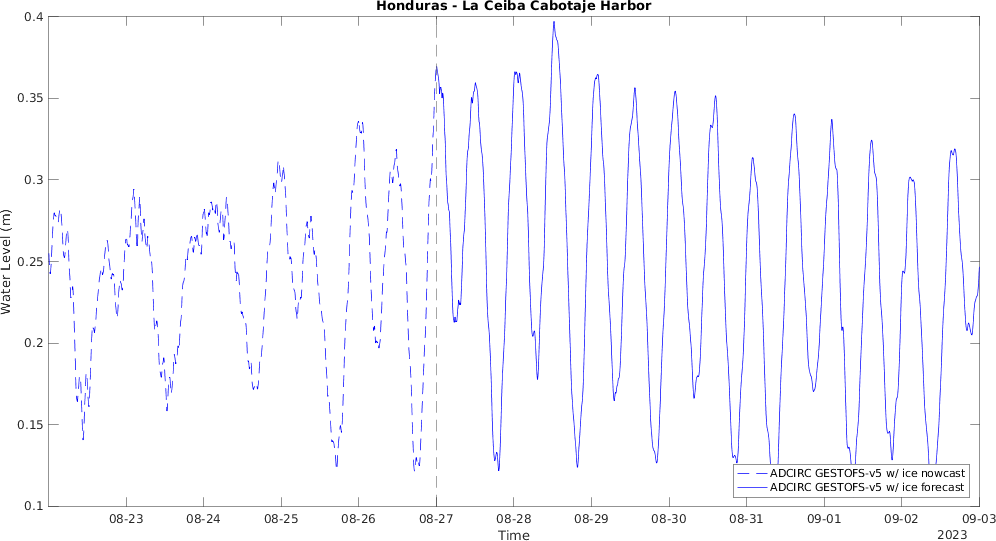 Honduras - La Ceiba Cabotaje Harbor
0.4
0.35
0.3
0.25
0.2
0.15
0.1
Water Level (m)
ADCIRC GESTOFS-v5 w/ ice nowcast
ADCIRC GESTOFS-v5 w/ ice forecast
08-23 08-24 08-25 08-26 08-27 08-28 08-29 08-30 08-31 09-01 09-02 09-03
Time
2023